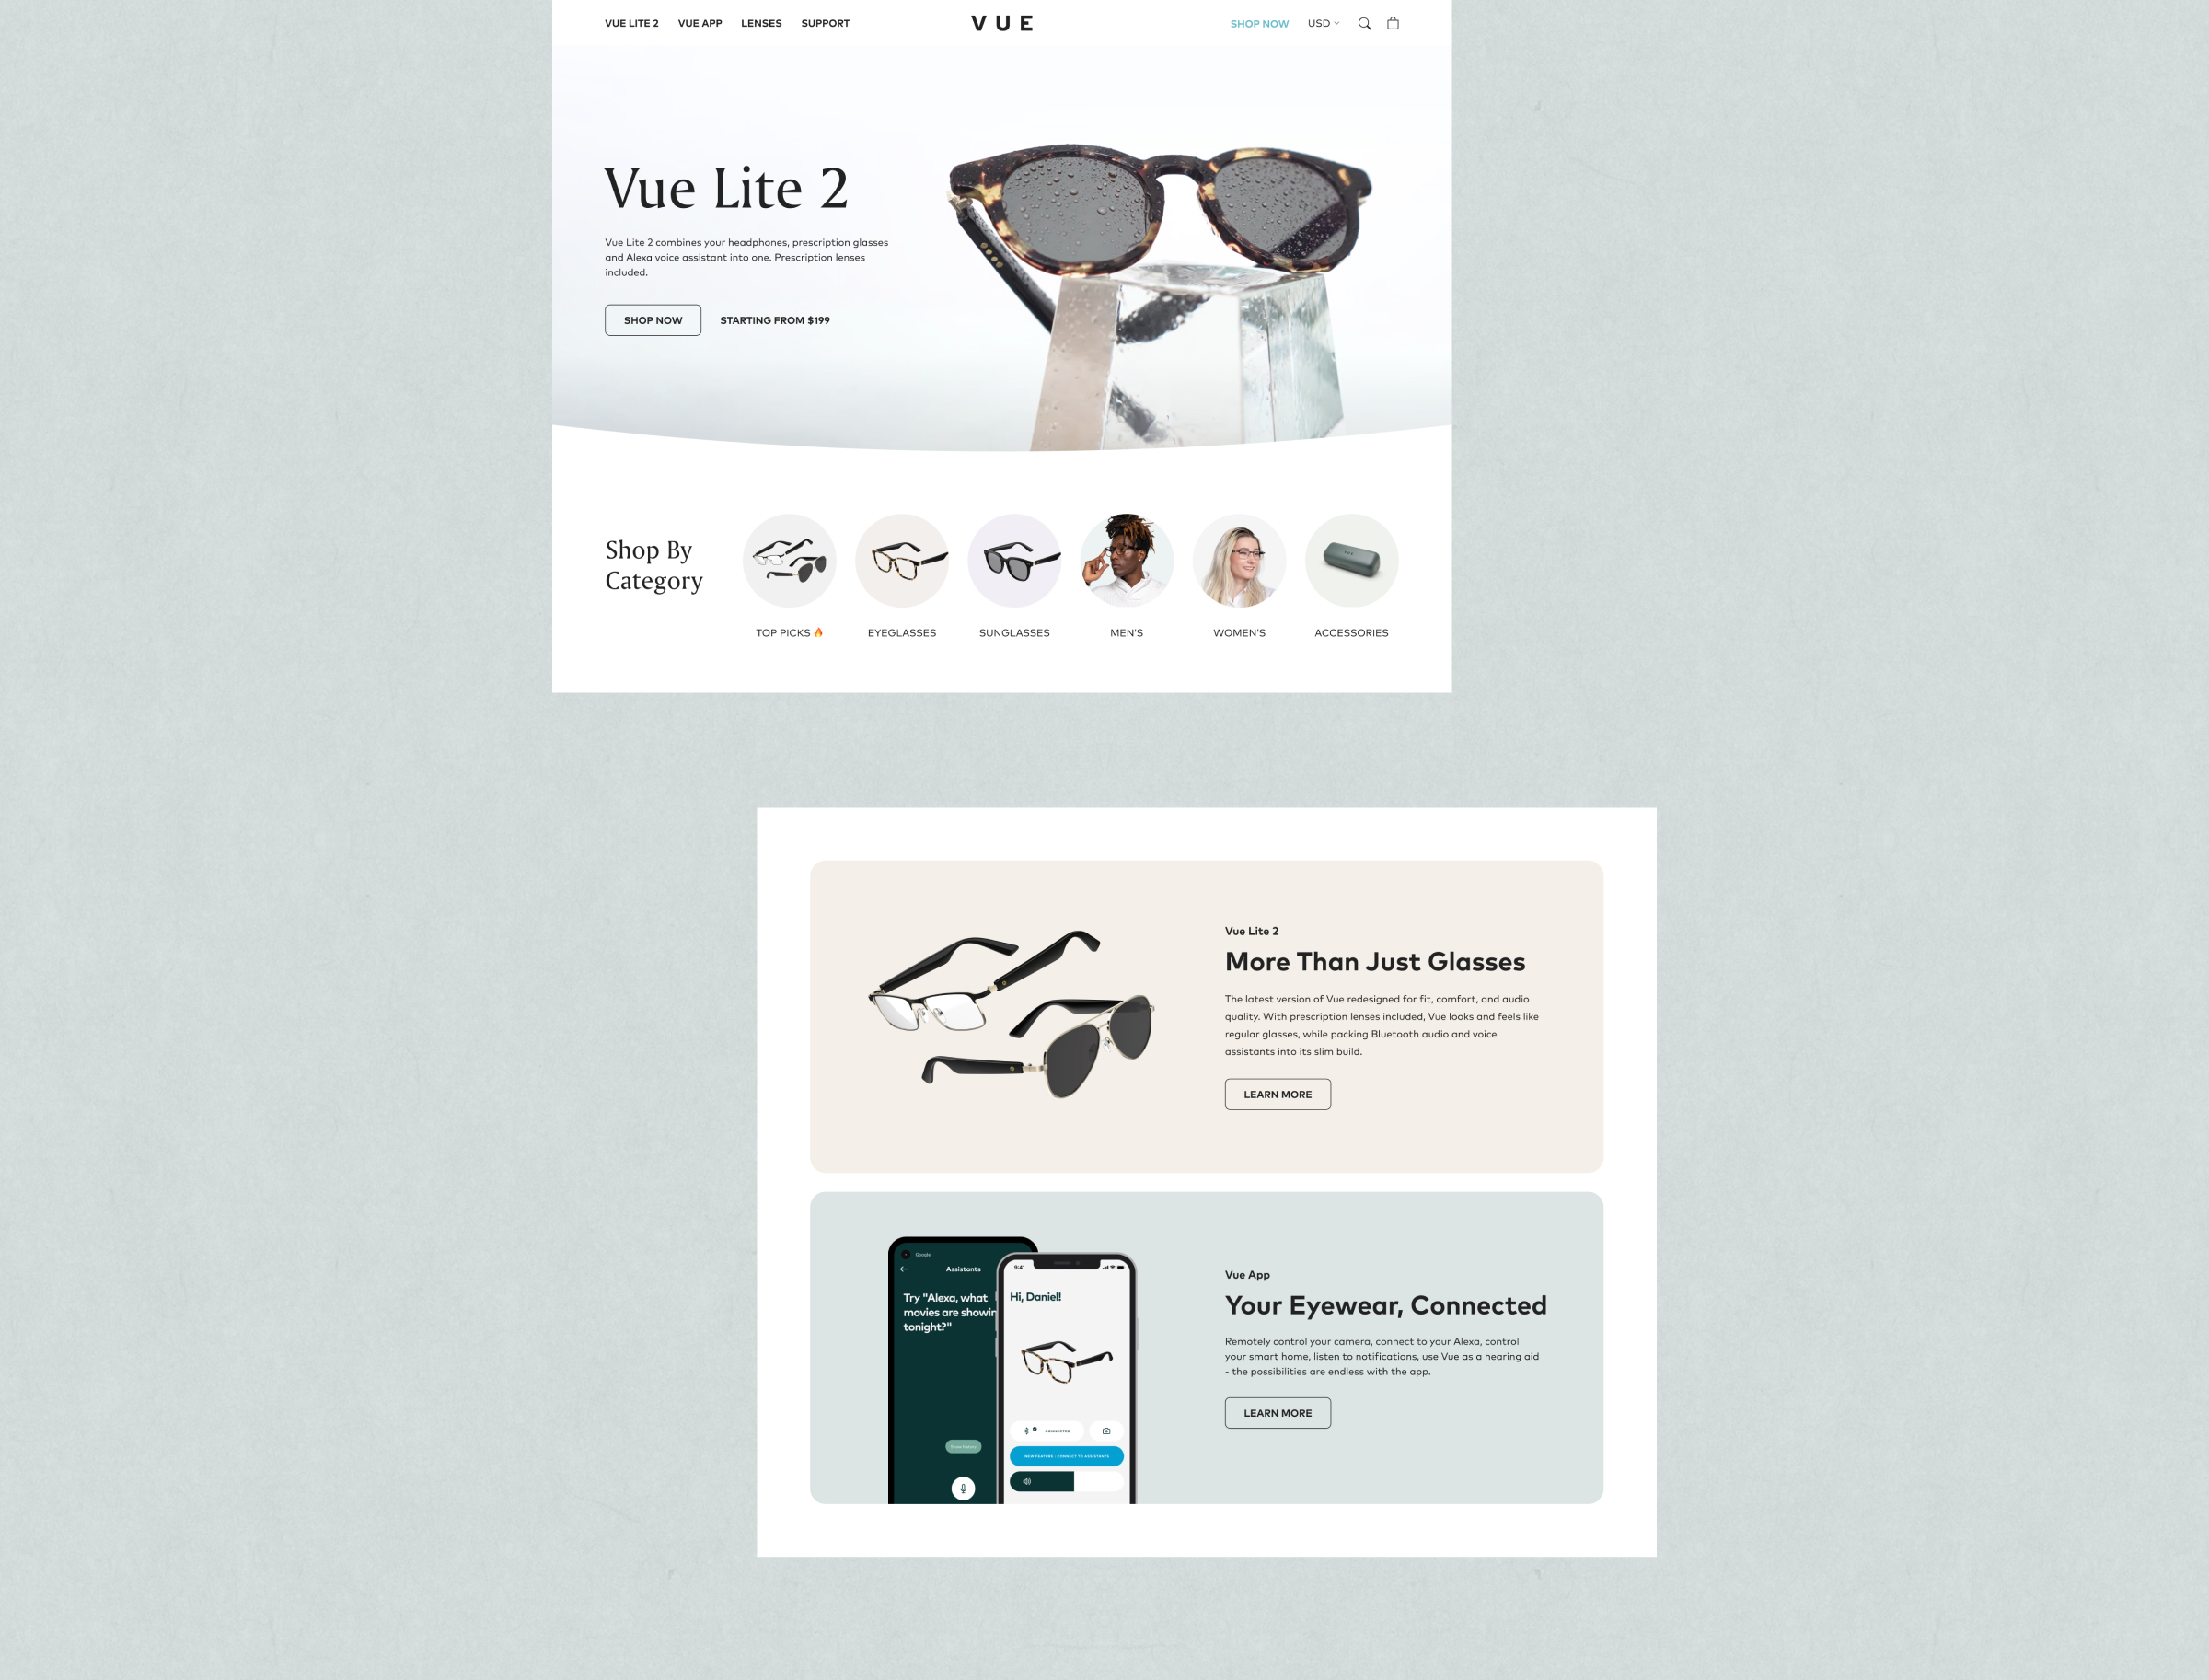 VUE LITE 2 VUE APP LENSES SUPPORT
VUE
SHOP NOW USD
Vue Lite 2
Vue Lite 2 combines your headphones, prescription glasses
and Alexa voice assistant into one. Prescription lenses
included.
SHOP NOW STARTING FROM $199
Shop By
Category
TOP PICKS 🔥 EYEGLASSES SUNGLASSES MEN'S WOMEN'S ACCESSORIES
Vue Lite 2
More Than Just Glasses
The latest version of Vue redesigned for fit, comfort, and audio
quality. With prescription lenses included, Vue looks and feels like
regular glasses, while packing Bluetooth audio and voice
assistants into its slim build.
LEARN MORE
Google
Assistants
Try "Alexa, what
movies are showin
tonight?"
9:41
Hi, Daniel!
CONNECTED
NEW FEATURE : CONNECT TO ASSISTANTS
Vue App
Your Eyewear, Connected
Remotely control your camera, connect to your Alexa, control
your smart home, listen to notifications, use Vue as a hearing aid
- the possibilities are endless with the app.
LEARN MORE